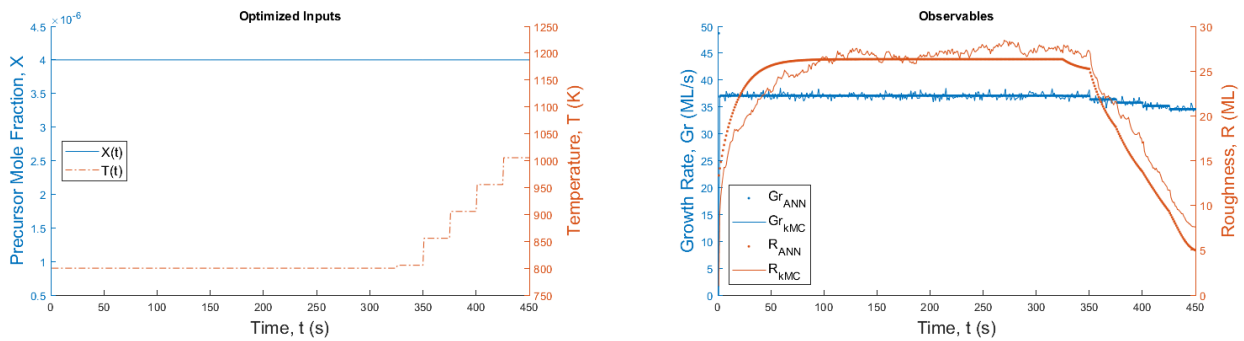 Optimized Inputs
×10⁻⁶
4.5
4
3.5
3
2.5
2
1.5
1
0.5
Precursor Mole Fraction, X
X(t)
T(t)
1250
1200
1150
1100
1050
1000
950
900
850
800
750
Temperature, T (K)
0 50 100 150 200 250 300 350 400 450
Time, t (s)
Observables
50
45
40
35
30
25
20
15
10
5
0
Growth Rate, Gr (ML/s)
Gr_ANN
Gr_kMC
R_ANN
R_kMC
30
25
20
15
10
5
0
Roughness, R (ML)
0 50 100 150 200 250 300 350 400 450
Time, t (s)